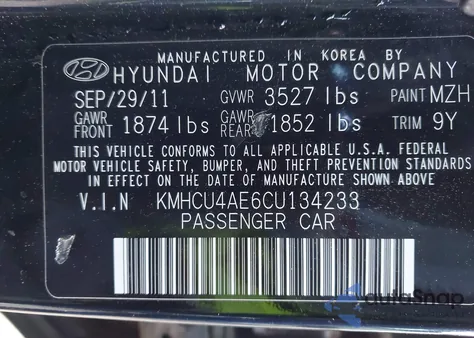 MANUFACTURED IN KOREA BY
HYUNDAI MOTOR COMPANY
SEP/29/11 GVWR 3527 lbs PAINT MZH
GAWR FRONT 1874 lbs GAWR REAR 1852 lbs TRIM 9Y
THIS VEHICLE CONFORMS TO ALL APPLICABLE U.S.A. FEDERAL
MOTOR VEHICLE SAFETY, BUMPER, AND THEFT PREVENTION STANDARDS
IN EFFECT ON THE DATE OF MANUFACTURE SHOWN ABOVE
V.I.N KMHCU4AE6CU134233
PASSENGER CAR
autoSnap